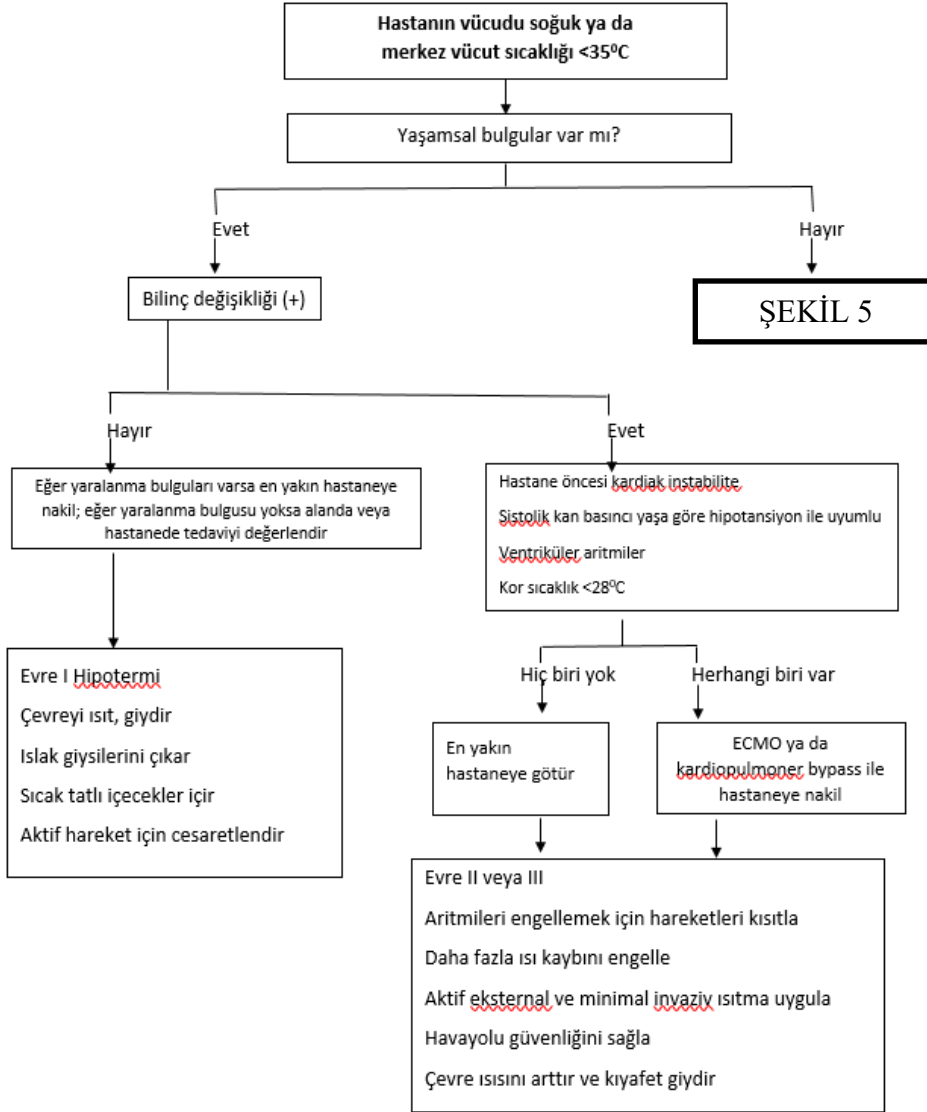 Hastanın vücudu soğuk ya da
merkez vücut sıcaklığı <35⁰C
Yaşamsal bulgular var mı?
Evet
Hayır
Bilinç değişikliği (+)
ŞEKİL 5
Hayır
Evet
Eğer yaralanma bulguları varsa en yakın hastaneye
nakil; eğer yaralanma bulgusu yoksa alanda veya
hastanede tedaviyi değerlendir
Hastane öncesi kardiak instabilite
Sistolik kan basıncı yaşa göre hipotansiyon ile uyumlu
Ventriküler aritmiler
Kor sıcaklık <28⁰C
Evre I Hipotermi
Çevreyi ısıt, giydir
Islak giysilerini çıkar
Sıcak tatlı içecekler içir
Aktif hareket için cesaretlendir
Hiç biri yok
Herhangi biri var
En yakın
hastaneye götür
ECMO ya da
kardiopulmoner bypass ile
hastaneye nakil
Evre II veya III
Aritmileri engellemek için hareketleri kısıtla
Daha fazla ısı kaybını engelle
Aktif eksternal ve minimal invaziv ısıtma uygula
Havayolu güvenliğini sağla
Çevre ısısını arttır ve kıyafet giydir